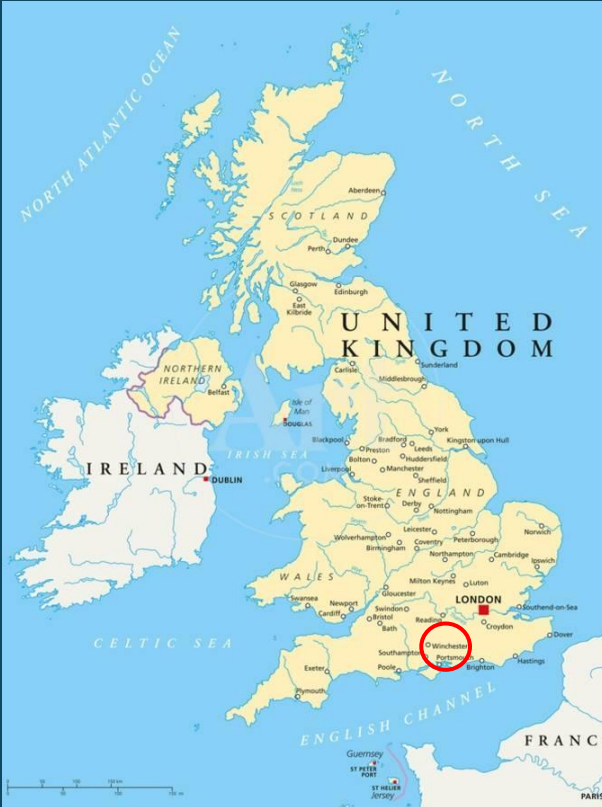 NORTH ATLANTIC OCEAN
NORTH SEA
Aberdeen
SCOTLAND
Dundee
Perth
Glasgow
Edinburgh
East
Kilbride
UNITED
KINGDOM
NORTHERN
IRELAND
Belfast
Carlisle
Sunderland
Middlesbrough
Isle of
Man
DOUGLAS
IRISH SEA
IRELAND
DUBLIN
York
Blackpool
Bradford
Leeds
Kingston upon Hull
Preston
Huddersfield
Bolton
Manchester
Liverpool
Sheffield
ENGLAND
Stoke-
on-Trent
Derby
Nottingham
Norwich
Leicester
Peterborough
Wolverhampton
Coventry
Birmingham
Northampton
Cambridge
Ipswich
WALES
Milton Keynes
Luton
Gloucester
Swansea
Newport
Cardiff
Swindon
LONDON
Southend-on-Sea
Bristol
Reading
Croydon
Bath
Dover
CELTIC SEA
Winchester
Southampton
Portsmouth
Hastings
Exeter
Poole
Brighton
Plymouth
ENGLISH CHANNEL
Guernsey
ST PETER
PORT
FRANC
ST HELIER
Jersey
PARIS